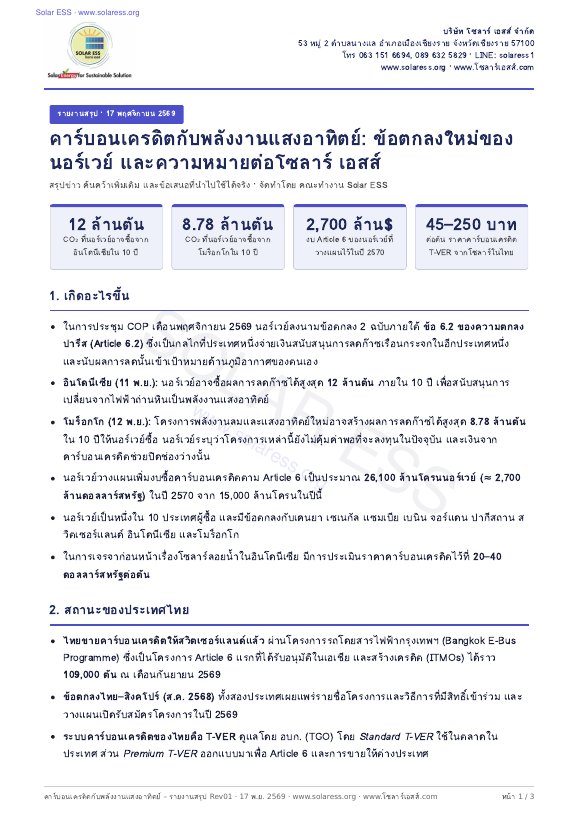 Solar ESS · www.solaress.org
SOLAR ESS
Solar Energy for Sustainable Solution
บริษัท โซลาร์ เอสส์ จำกัด
53 หมู่ 2 ตำบลนางแล อำเภอเมืองเชียงราย จังหวัดเชียงราย 57100
โทร 063 151 6694, 089 632 5829 · LINE: solaress1
www.solaress.org · www.โซลาร์เอสส์.com
รายงานสรุป · 17 พฤศจิกายน 2569
คาร์บอนเครดิตกับพลังงานแสงอาทิตย์: ข้อตกลงใหม่ของ
นอร์เวย์ และความหมายต่อโซลาร์ เอสส์
สรุปข่าว ค้นคว้าเพิ่มเติม และข้อเสนอที่นำไปใช้ได้จริง · จัดทำโดย คณะทำงาน Solar ESS
12 ล้านตัน
CO₂ ที่นอร์เวย์อาจซื้อจาก
อินโดนีเซียใน 10 ปี
8.78 ล้านตัน
CO₂ ที่นอร์เวย์อาจซื้อจาก
โมร็อกโกใน 10 ปี
2,700 ล้าน$
งบ Article 6 ของนอร์เวย์ที่
วางแผนไว้ในปี 2570
45–250 บาท
ต่อตัน ราคาคาร์บอนเครดิต
T-VER จากโซลาร์ในไทย
1. เกิดอะไรขึ้น
• ในการประชุม COP เดือนพฤศจิกายน 2569 นอร์เวย์ลงนามข้อตกลง 2 ฉบับภายใต้ ข้อ 6.2 ของความตกลง
ปารีส (Article 6.2) ซึ่งเป็นกลไกที่ประเทศหนึ่งจ่ายเงินสนับสนุนการลดก๊าซเรือนกระจกในอีกประเทศหนึ่ง
และนับผลการลดนั้นเข้าเป้าหมายด้านภูมิอากาศของตนเอง
• อินโดนีเซีย (11 พ.ย.): นอร์เวย์อาจซื้อผลการลดก๊าซได้สูงสุด 12 ล้านตัน ภายใน 10 ปี เพื่อสนับสนุนการ
เปลี่ยนจากไฟฟ้าถ่านหินเป็นพลังงานแสงอาทิตย์
• โมร็อกโก (12 พ.ย.): โครงการพลังงานลมและแสงอาทิตย์ใหม่อาจสร้างผลการลดก๊าซได้สูงสุด 8.78 ล้านตัน
ใน 10 ปีให้นอร์เวย์ซื้อ นอร์เวย์ระบุว่าโครงการเหล่านี้ยังไม่คุ้มค่าพอที่จะลงทุนในปัจจุบัน และเงินจาก
คาร์บอนเครดิตช่วยปิดช่องว่างนั้น
• นอร์เวย์วางแผนเพิ่มงบซื้อคาร์บอนเครดิตตาม Article 6 เป็นประมาณ 26,100 ล้านโครนนอร์เวย์ (≈ 2,700
ล้านดอลลาร์สหรัฐ) ในปี 2570 จาก 15,000 ล้านโครนในปีนี้
• นอร์เวย์เป็นหนึ่งใน 10 ประเทศผู้ซื้อ และมีข้อตกลงกับเคนยา เซเนกัล แซมเบีย เบนิน จอร์แดน ปากีสถาน ส
วิตเซอร์แลนด์ อินโดนีเซีย และโมร็อกโก
• ในการเจรจาก่อนหน้าเรื่องโซลาร์ลอยน้ำในอินโดนีเซีย มีการประเมินราคาคาร์บอนเครดิตไว้ที่ 20–40
ดอลลาร์สหรัฐต่อตัน
2. สถานะของประเทศไทย
• ไทยขายคาร์บอนเครดิตให้สวิตเซอร์แลนด์แล้ว ผ่านโครงการรถโดยสารไฟฟ้ากรุงเทพฯ (Bangkok E-Bus
Programme) ซึ่งเป็นโครงการ Article 6 แรกที่ได้รับอนุมัติในเอเชีย และสร้างเครดิต (ITMOs) ได้ราว
109,000 ตัน ณ เดือนกันยายน 2569
• ข้อตกลงไทย–สิงคโปร์ (ส.ค. 2568) ทั้งสองประเทศเผยแพร่รายชื่อโครงการและวิธีการที่มีสิทธิ์เข้าร่วม และ
วางแผนเปิดรับสมัครโครงการในปี 2569
• ระบบคาร์บอนเครดิตของไทยคือ T-VER ดูแลโดย อบก. (TGO) โดย Standard T-VER ใช้ในตลาดใน
ประเทศ ส่วน Premium T-VER ออกแบบมาเพื่อ Article 6 และการขายให้ต่างประเทศ
SOLAR ESS
www.solaress.org
คาร์บอนเครดิตกับพลังงานแสงอาทิตย์ – รายงานสรุป Rev01 · 17 พ.ย. 2569 · www.solaress.org · www.โซลาร์เอสส์.com
หน้า 1 / 3